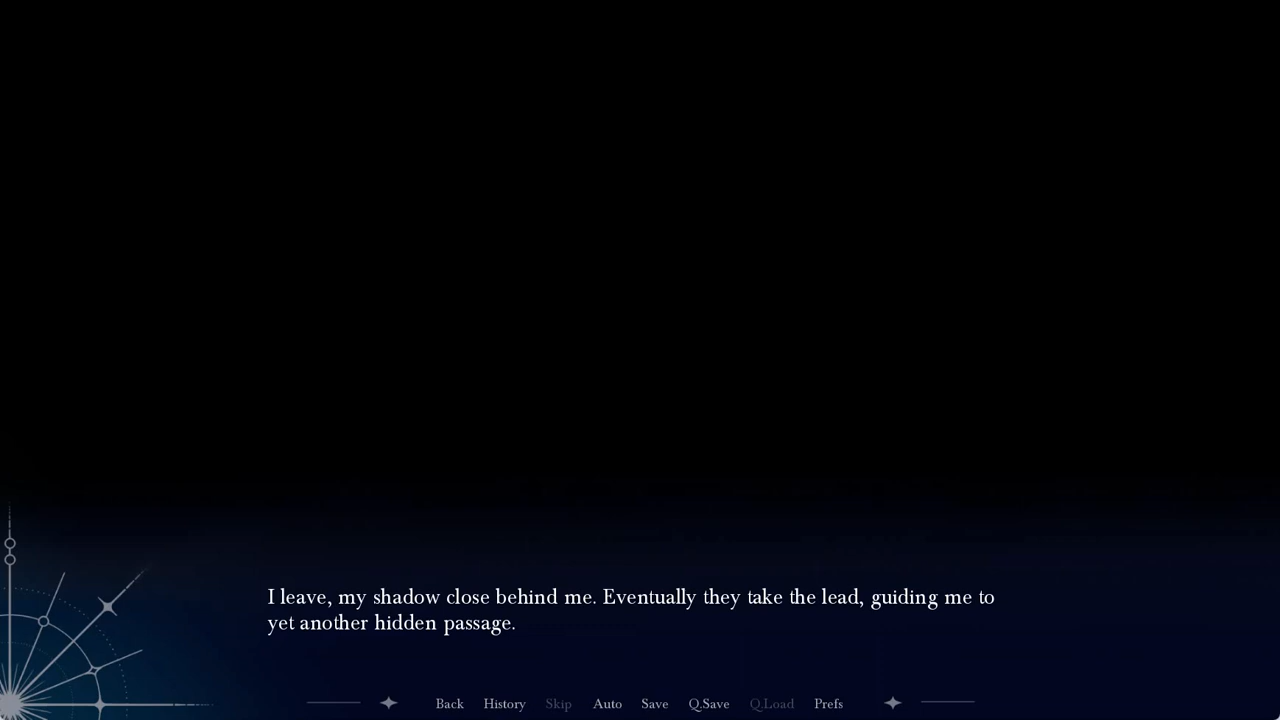 I leave, my shadow close behind me. Eventually they take the lead, guiding me to
yet another hidden passage.
Back History Skip Auto Save Q.Save Q.Load Prefs